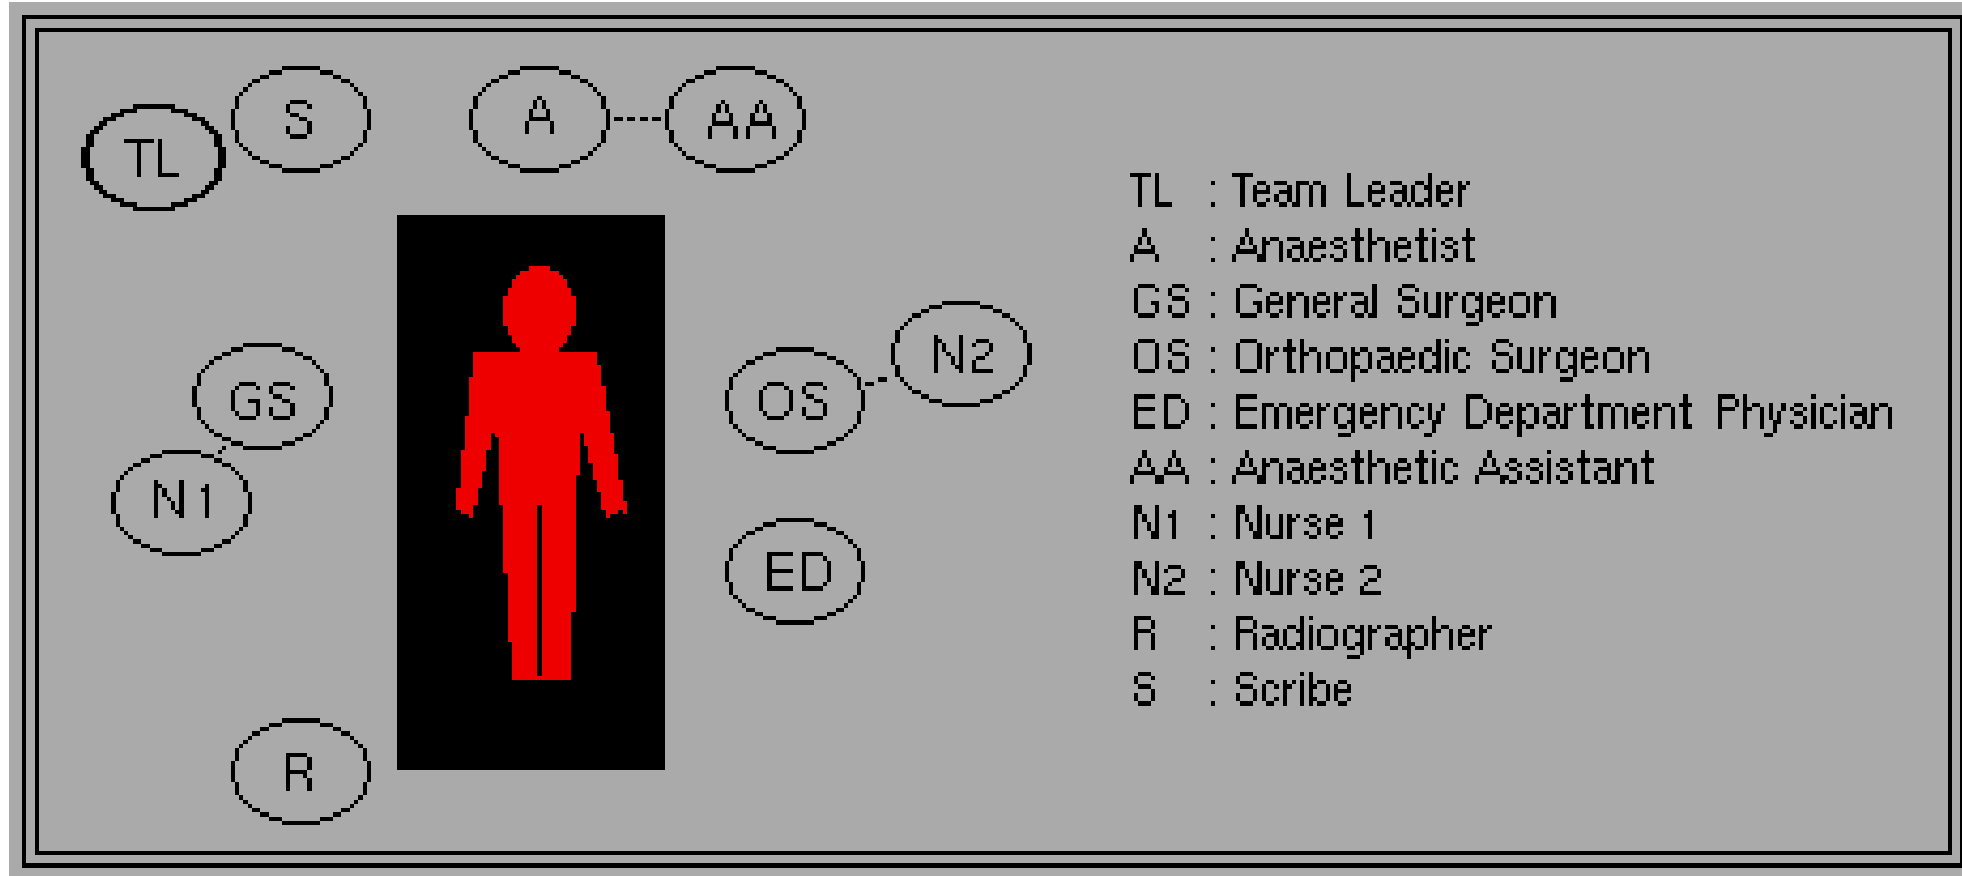 S
A
AA
TL
GS
OS
N2
N1
ED
R
TL : Team Leader
A : Anaesthetist
GS : General Surgeon
OS : Orthopaedic Surgeon
ED : Emergency Department Physician
AA : Anaesthetic Assistant
N1 : Nurse 1
N2 : Nurse 2
R : Radiographer
S : Scribe